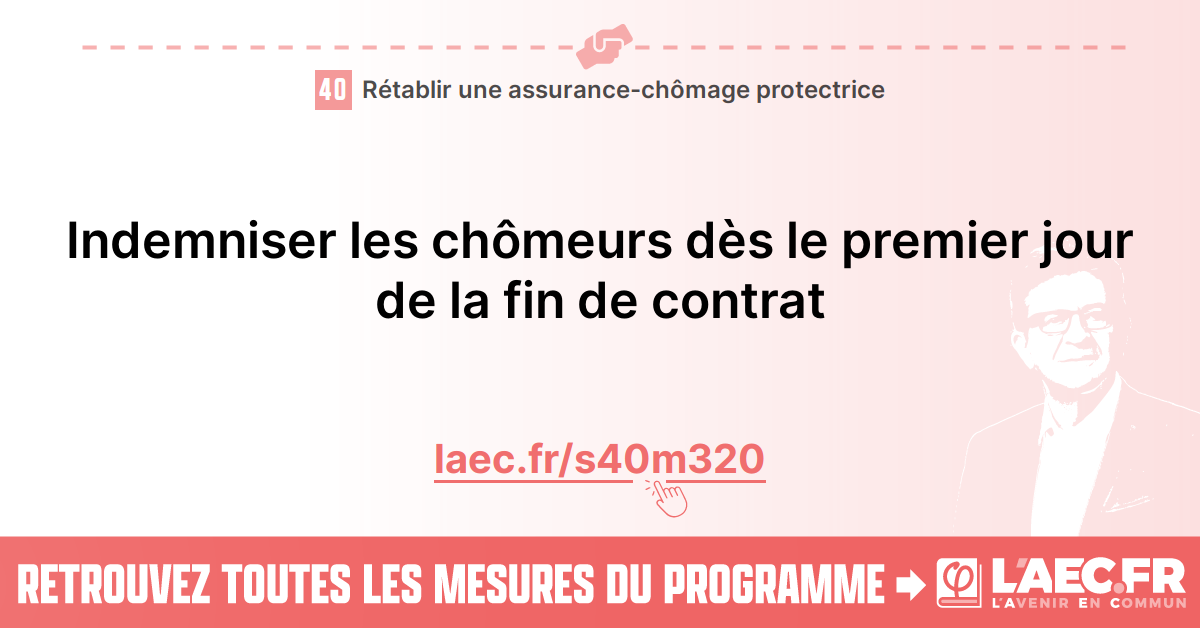 40 Rétablir une assurance-chômage protectrice
Indemniser les chômeurs dès le premier jour
de la fin de contrat
laec.fr/s40m320
RETROUVEZ TOUTES LES MESURES DU PROGRAMME
φ L'AEC.FR
L'AVENIR EN COMMUN